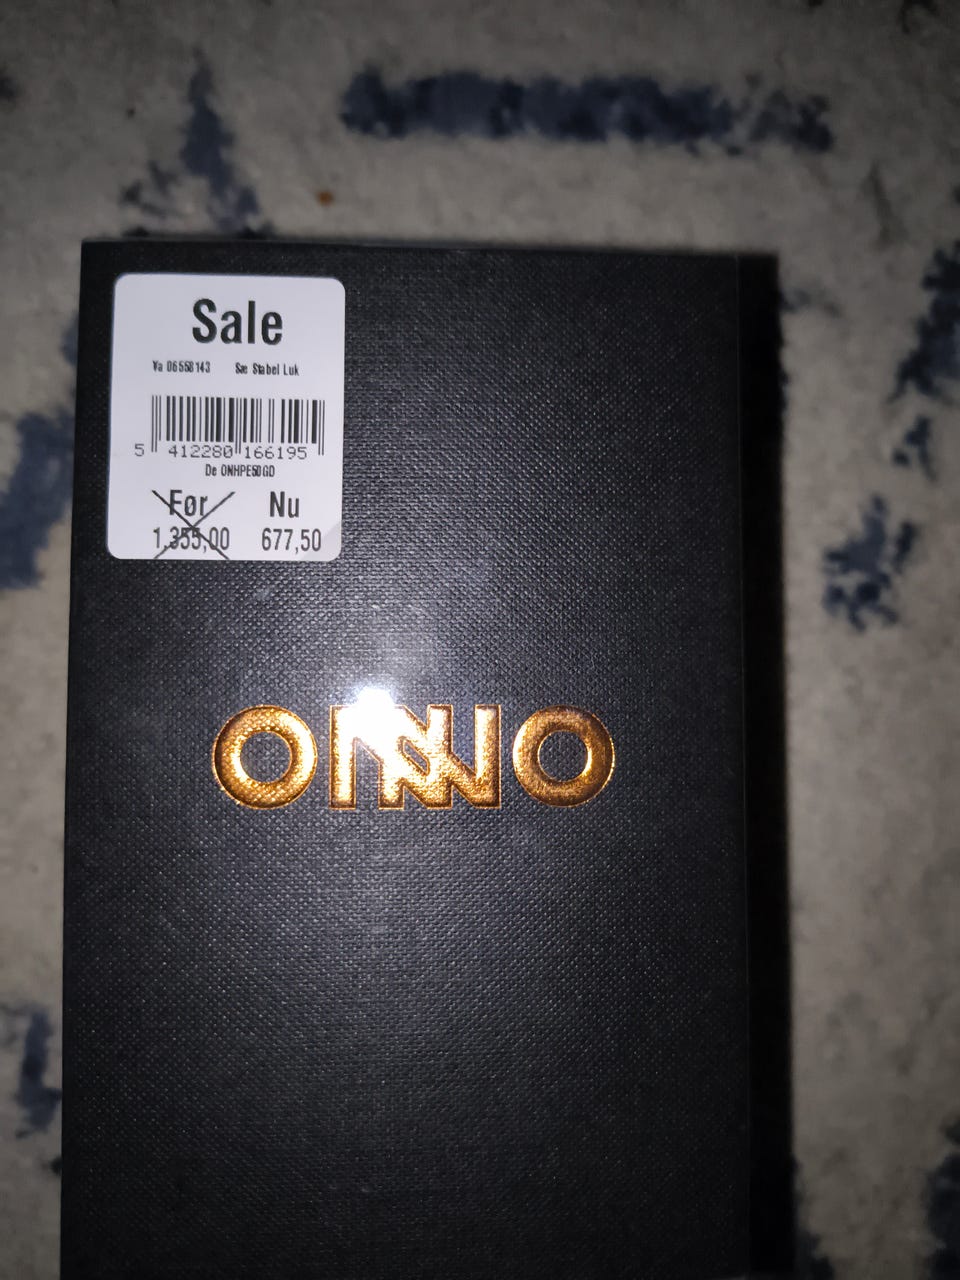 Sale
Va 06558143 Sæ Stabel Luk
5 412280 166195
De ONHPE50GD
Før Nu
1.355,00 677,50
ONNO